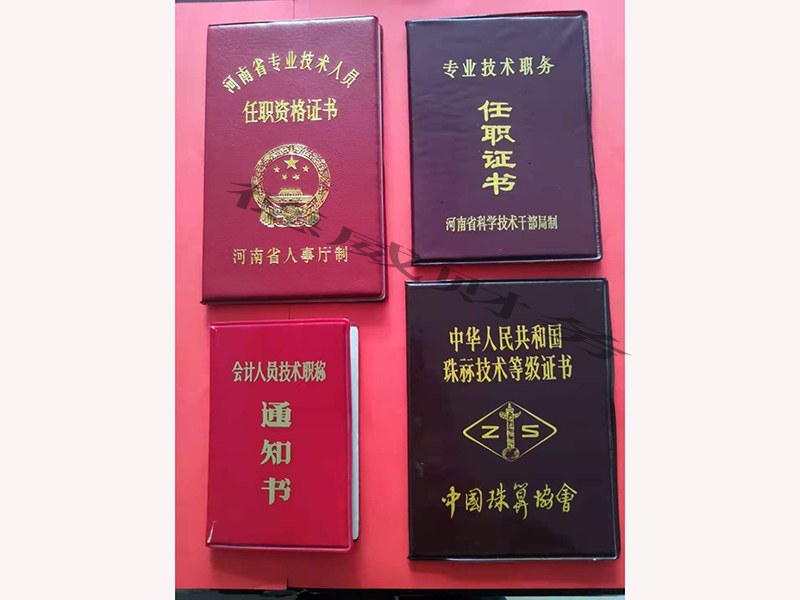 河南省专业技术人员
任职资格证书
河南省人事厅制
专业技术职务
任职证书
河南省科学技术干部局制
会计人员技术职称
通知书
中华人民共和国
珠祘技术等级证书
Z S
中國珠算協會